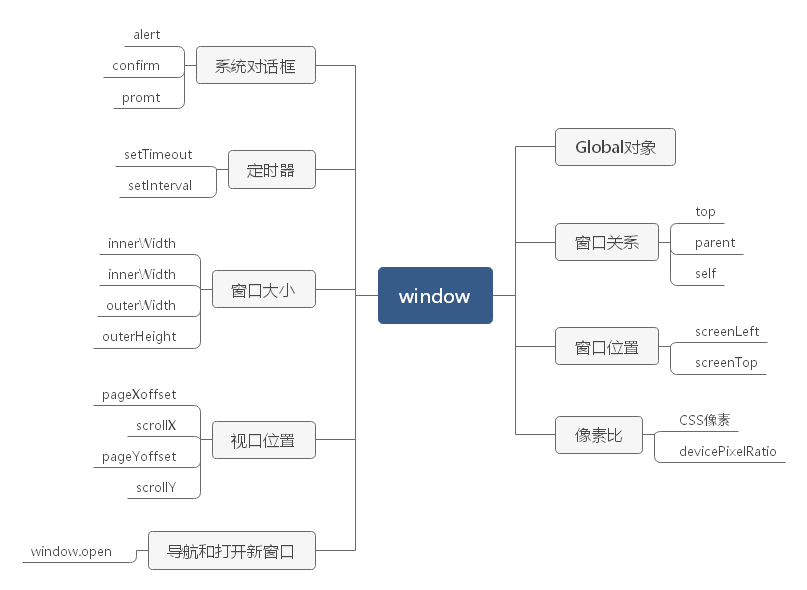 window
系统对话框
alert
confirm
promt
定时器
setTimeout
setInterval
窗口大小
innerWidth
innerWidth
outerWidth
outerHeight
视口位置
pageXoffset
scrollX
pageYoffset
scrollY
导航和打开新窗口
window.open
Global对象
窗口关系
top
parent
self
窗口位置
screenLeft
screenTop
像素比
CSS像素
devicePixelRatio